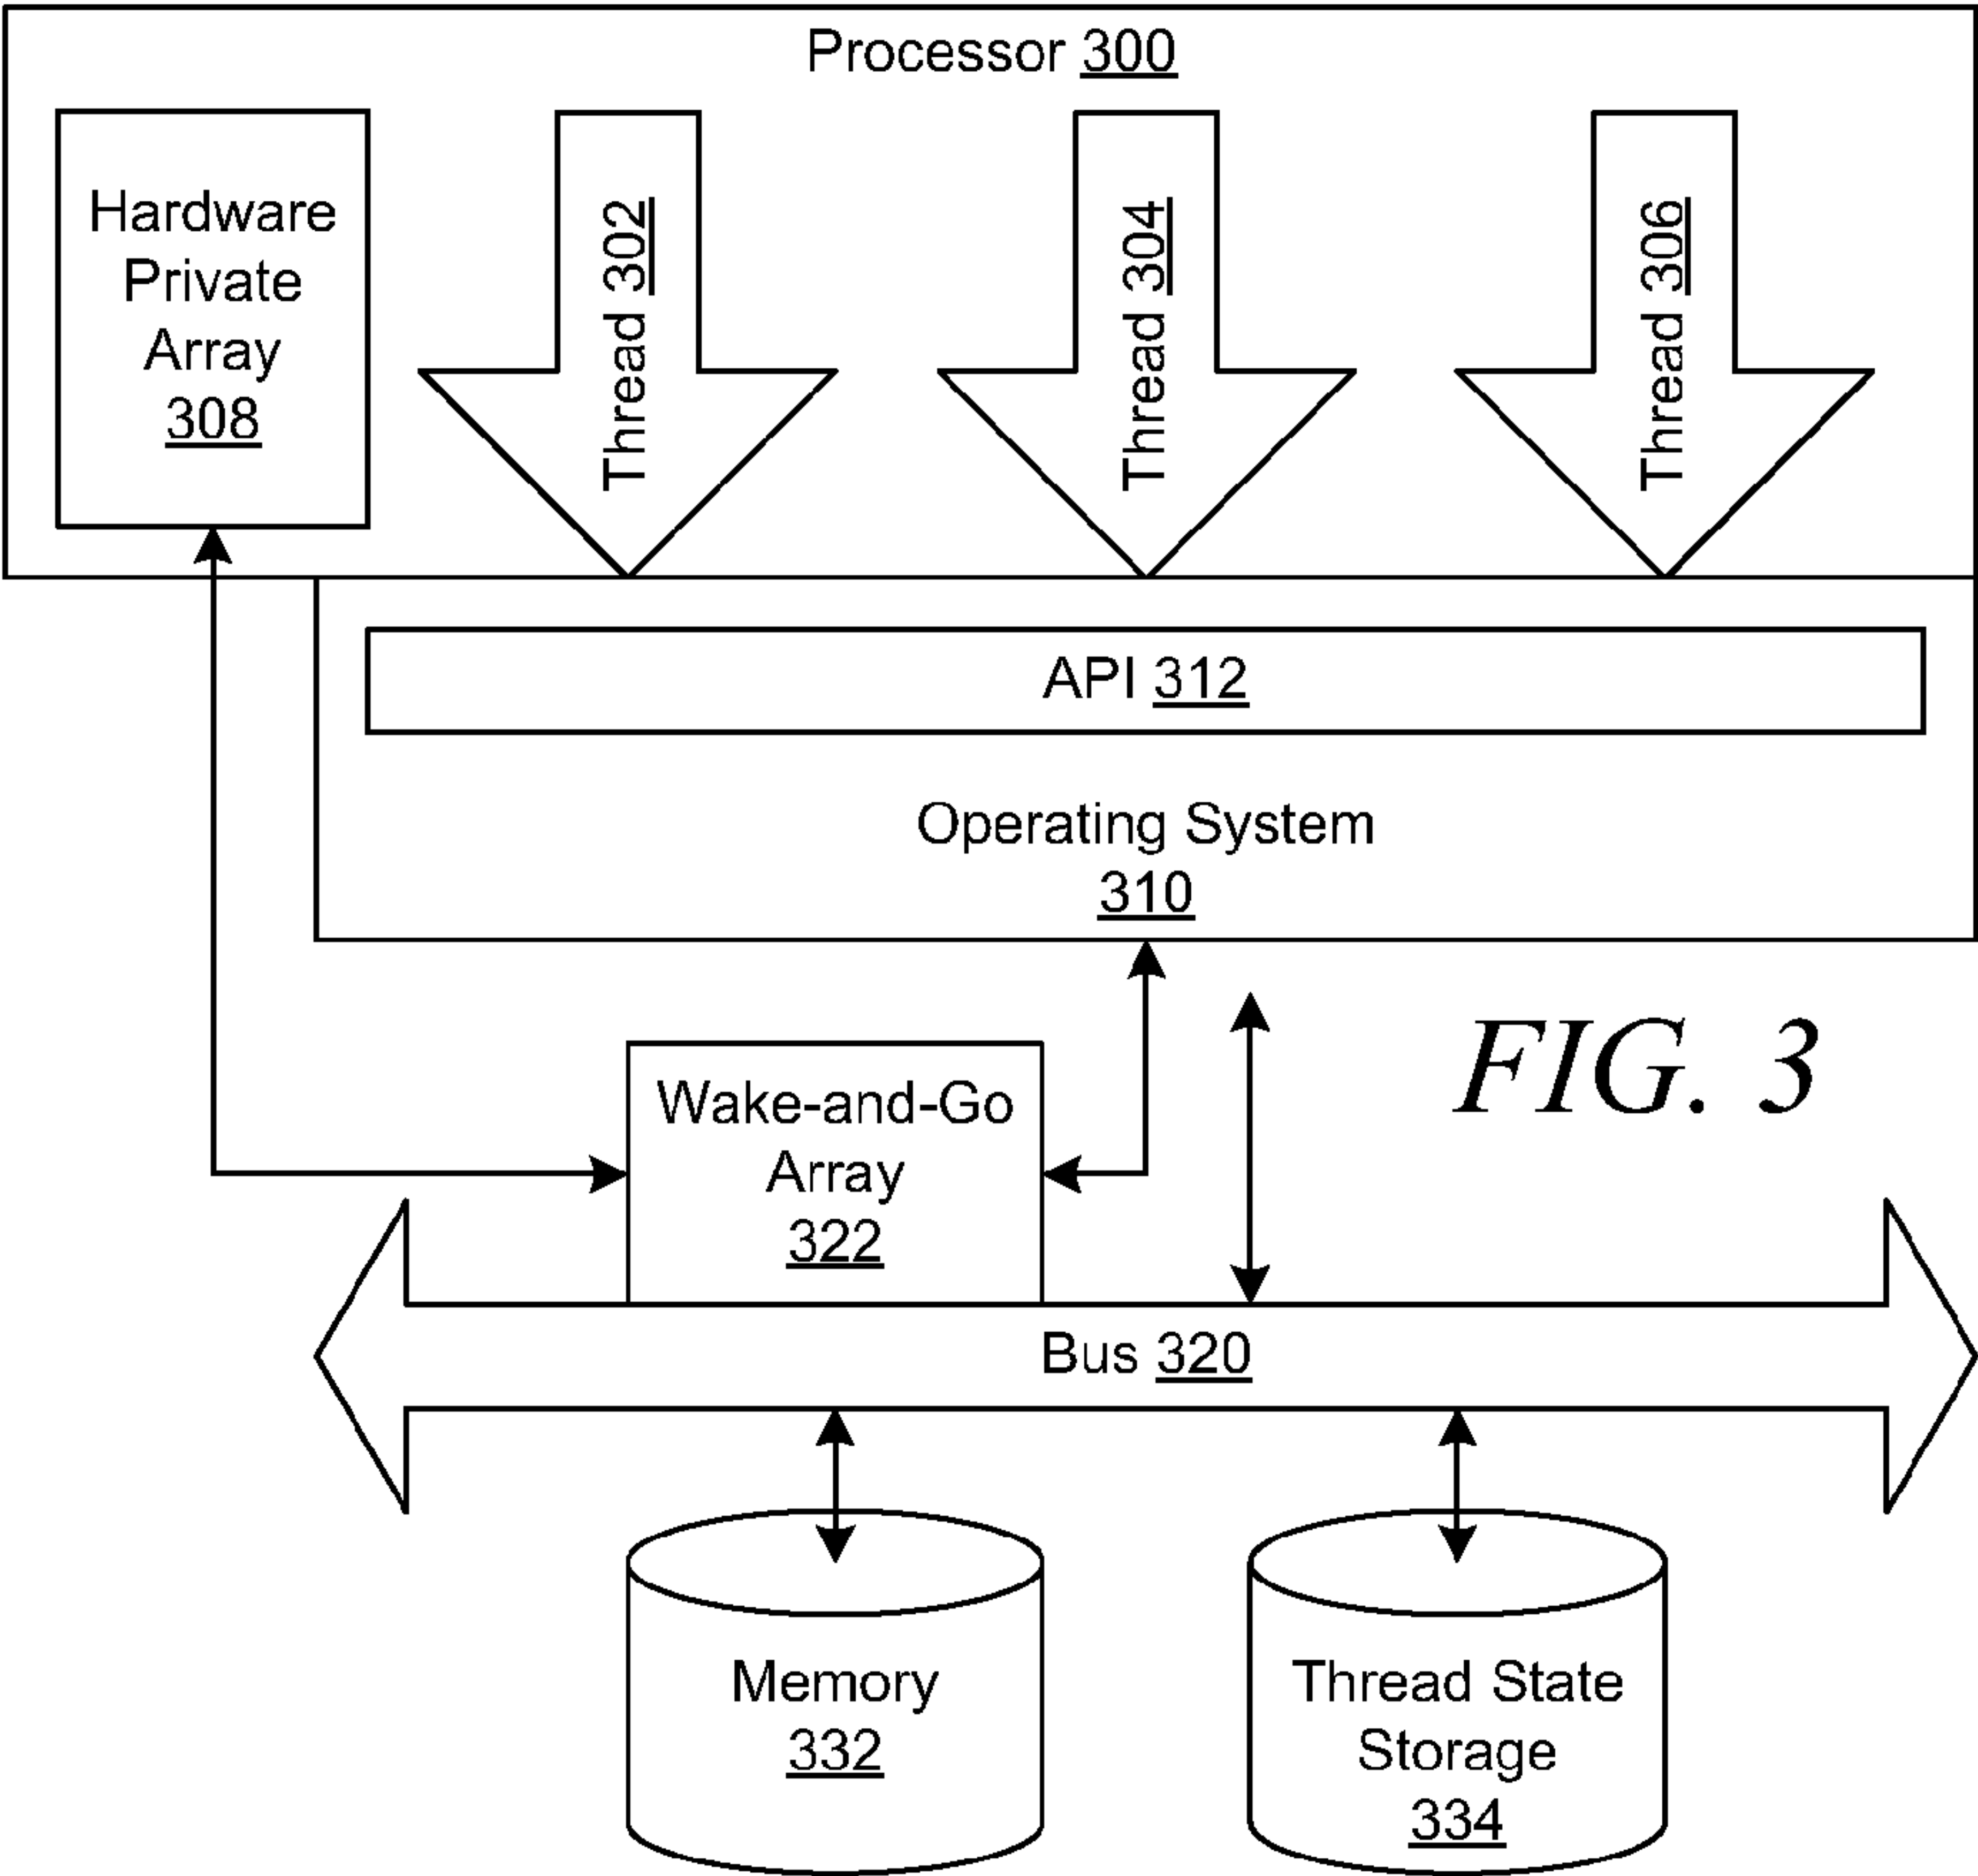 Processor 300
Hardware
Private
Array
308
Thread 302
Thread 304
Thread 306
API 312
Operating System
310
FIG. 3
Wake-and-Go
Array
322
Bus 320
Memory
332
Thread State
Storage
334